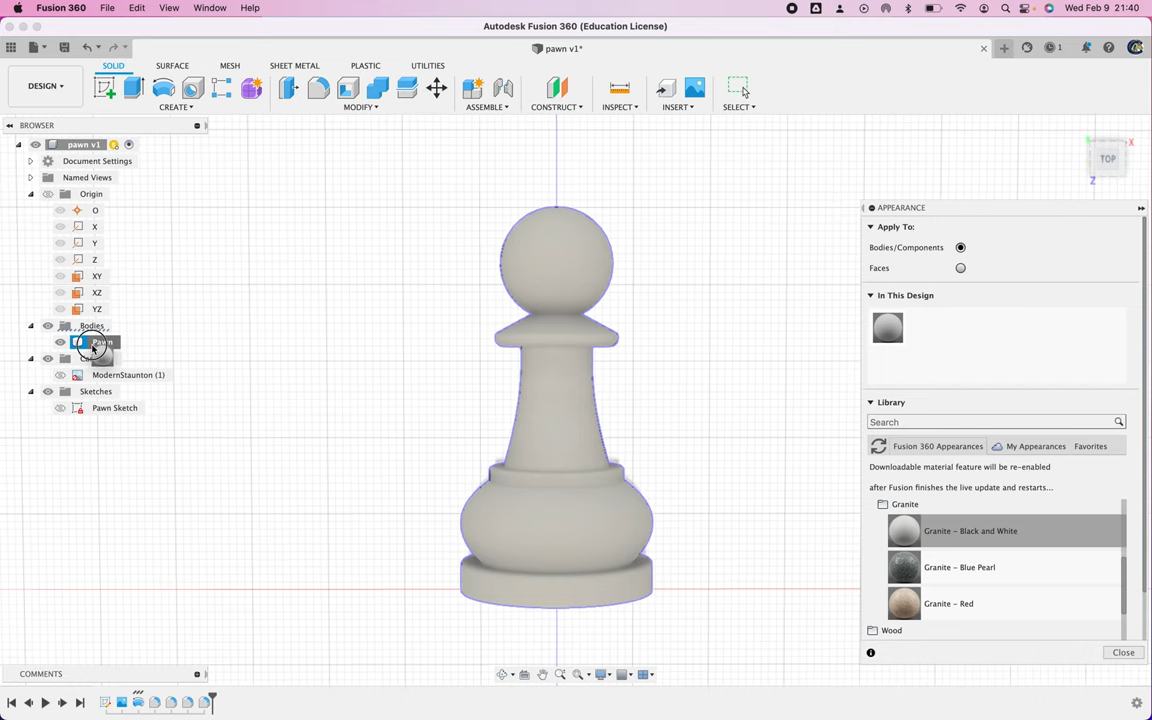 Fusion 360 File Edit View Window Help Wed Feb 9 21:40
Autodesk Fusion 360 (Education License)
pawn v1*
1
SOLID SURFACE MESH SHEET METAL PLASTIC UTILITIES
DESIGN
CREATE MODIFY ASSEMBLE CONSTRUCT INSPECT INSERT SELECT
BROWSER
pawn v1
Document Settings
Named Views
Origin
O
X
Y
Z
XY
XZ
YZ
Bodies
Pawn
ModernStaunton (1)
Sketches
Pawn Sketch
TOP
X
Z
APPEARANCE
Apply To:
Bodies/Components
Faces
In This Design
Library
Search
Fusion 360 Appearances My Appearances Favorites
Downloadable material feature will be re-enabled
after Fusion finishes the live update and restarts...
Granite
Granite - Black and White
Granite - Blue Pearl
Granite - Red
Wood
Close
COMMENTS